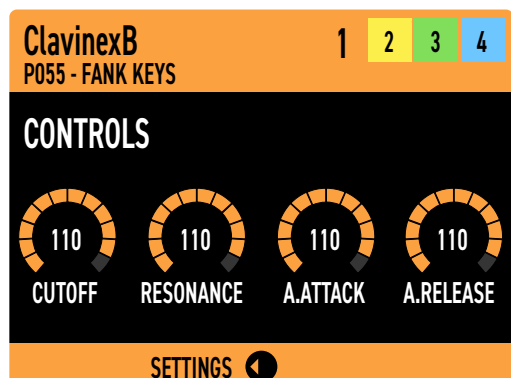 ClavinexB 1 2 3 4
P055 - FANK KEYS
CONTROLS
110 110 110 110
CUTOFF RESONANCE A.ATTACK A.RELEASE
SETTINGS